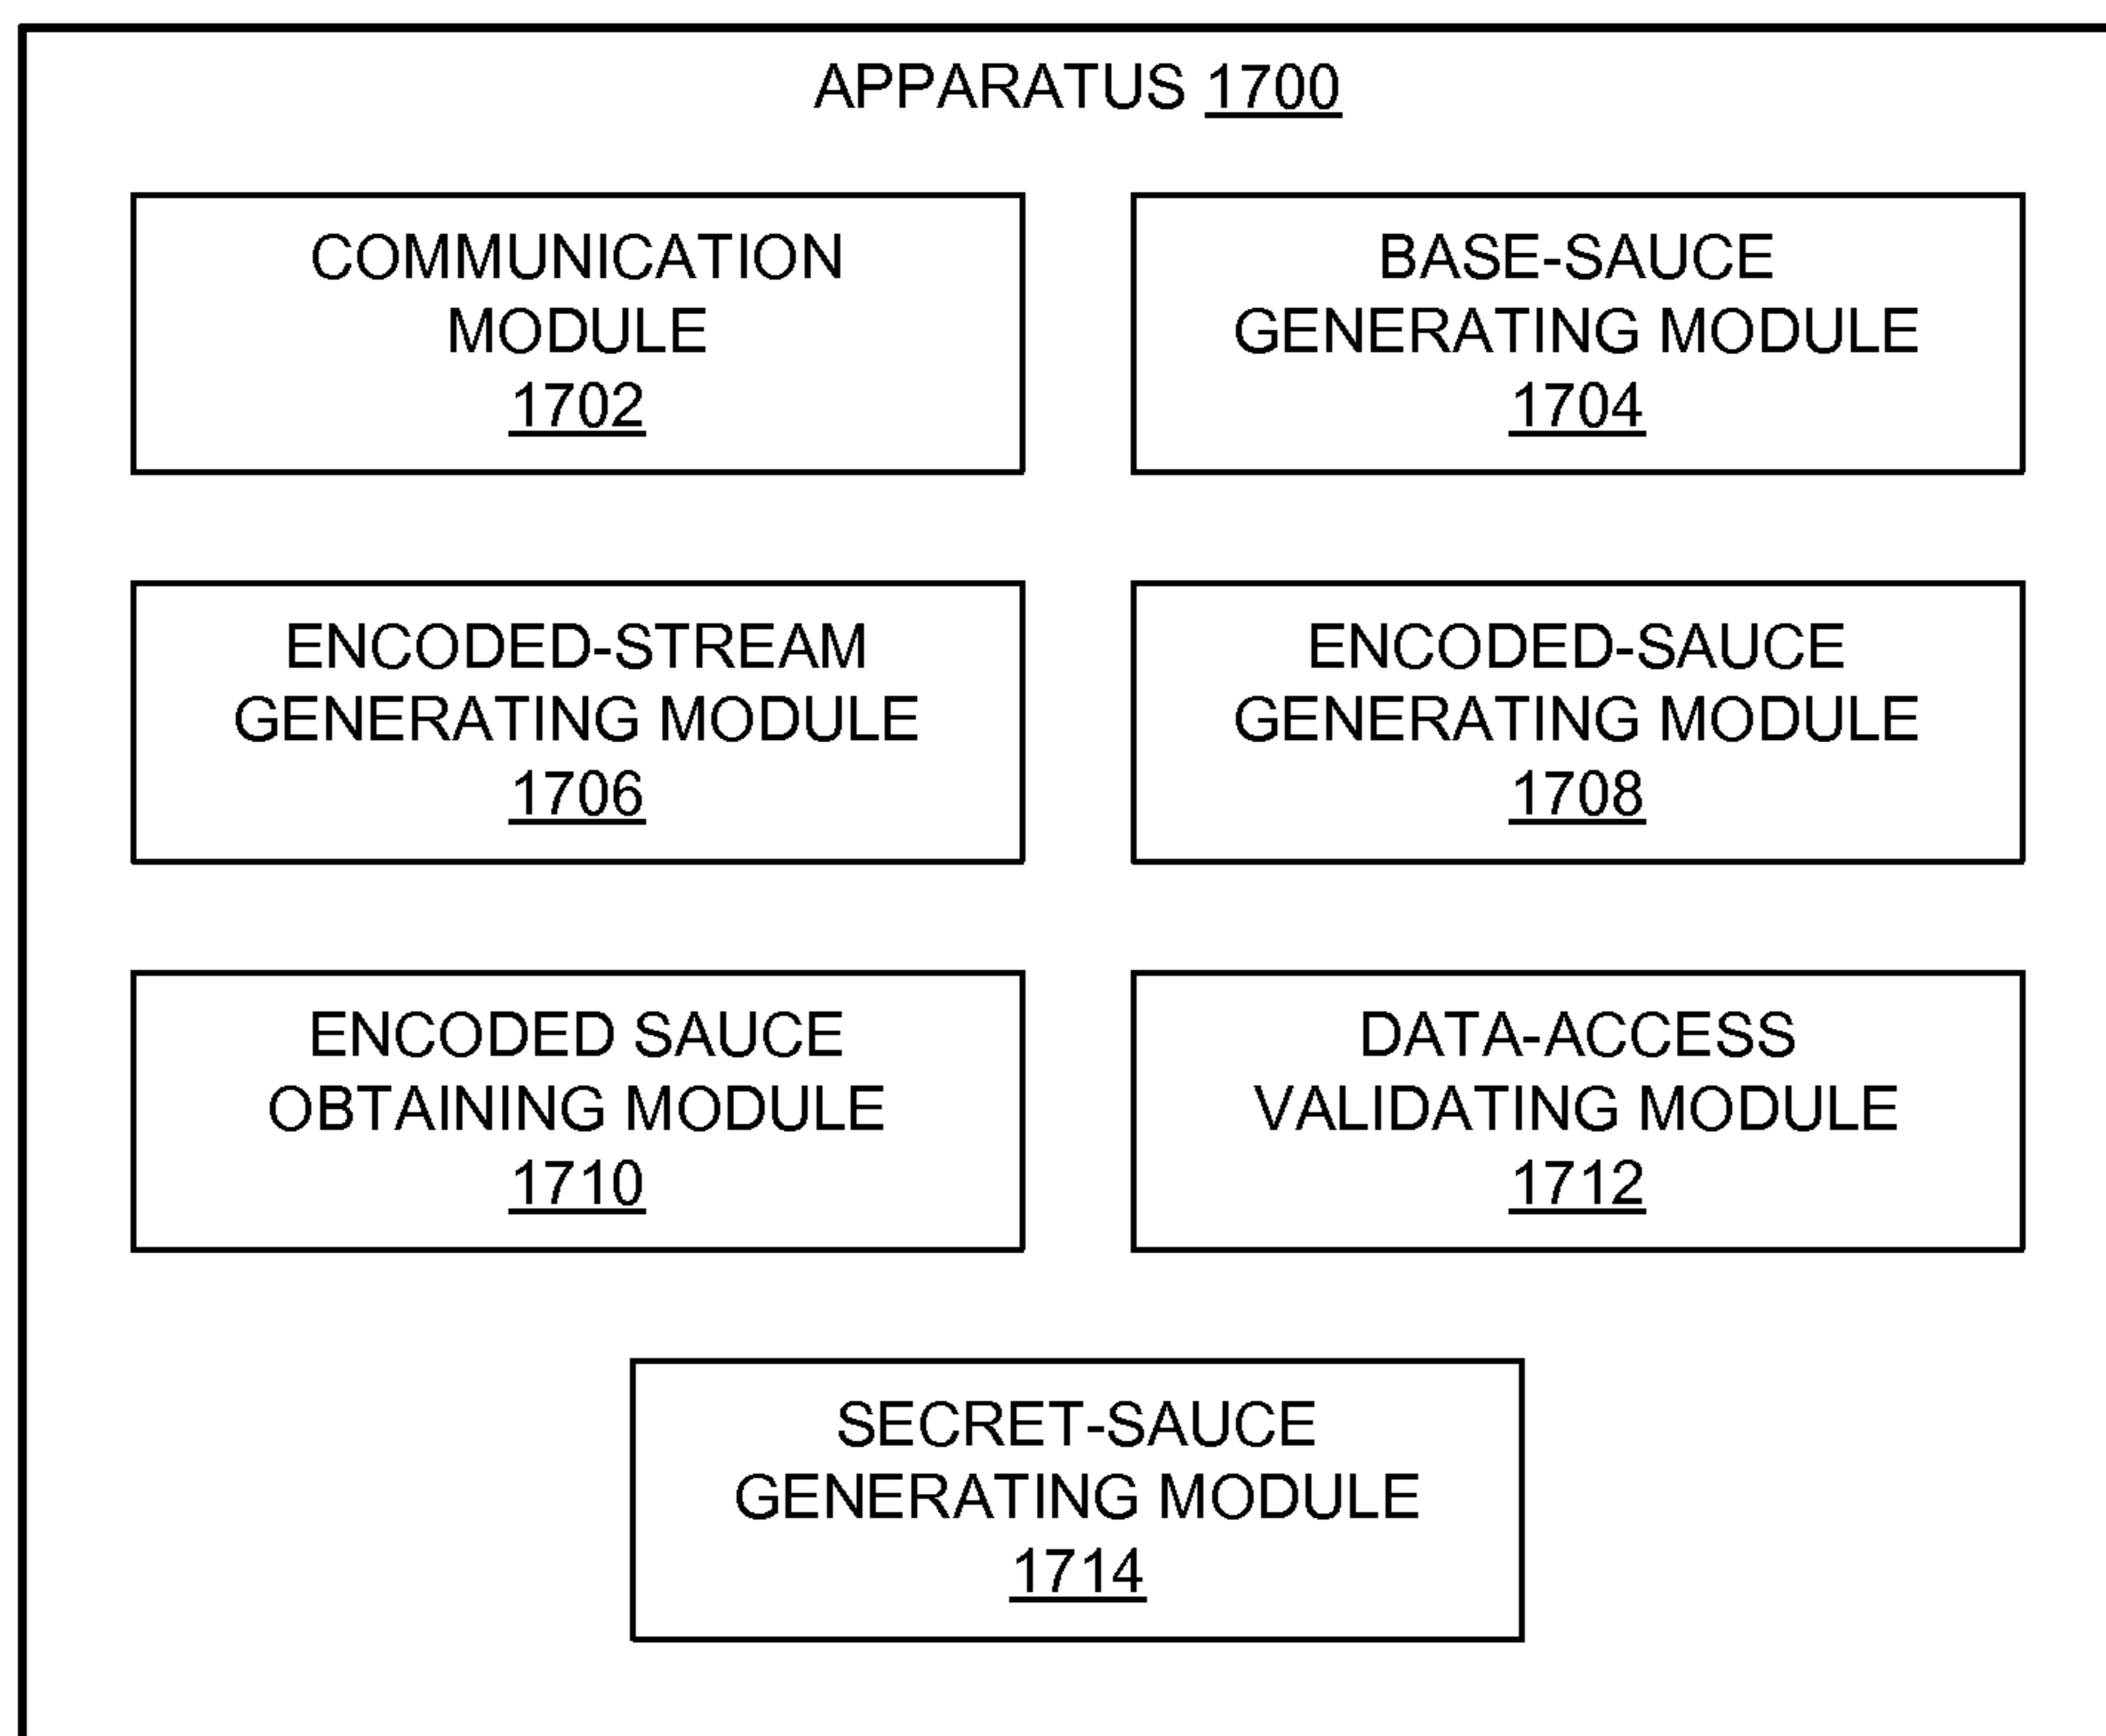 APPARATUS 1700
COMMUNICATION
MODULE
1702
BASE-SAUCE
GENERATING MODULE
1704
ENCODED-STREAM
GENERATING MODULE
1706
ENCODED-SAUCE
GENERATING MODULE
1708
ENCODED SAUCE
OBTAINING MODULE
1710
DATA-ACCESS
VALIDATING MODULE
1712
SECRET-SAUCE
GENERATING MODULE
1714